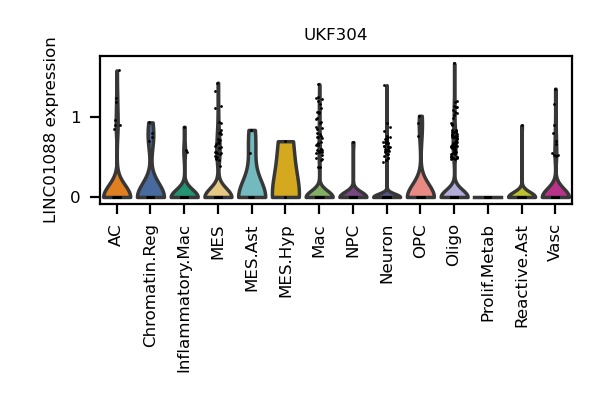 UKF304
LINC01088 expression
1
0
AC
Chromatin.Reg
Inflammatory.Mac
MES
MES.Ast
MES.Hyp
Mac
NPC
Neuron
OPC
Oligo
Prolif.Metab
Reactive.Ast
Vasc